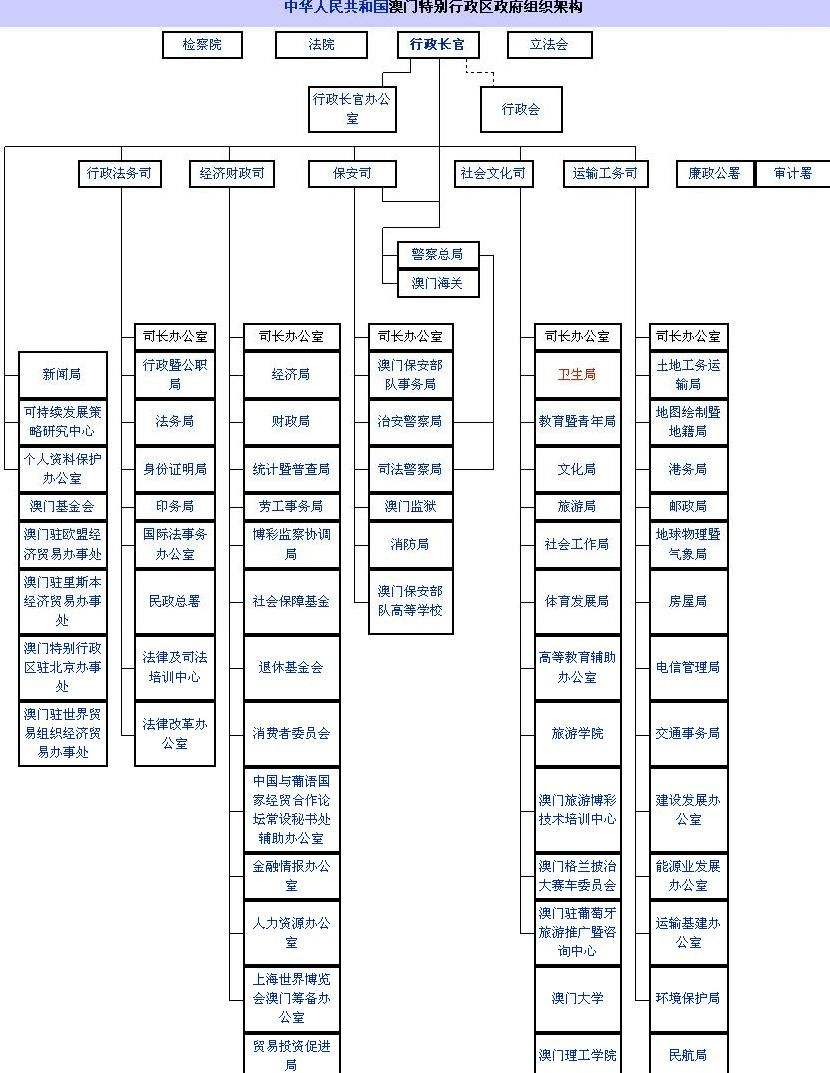 中华人民共和国澳门特别行政区政府组织架构
检察院
法院
行政长官
立法会
行政长官办公
室
行政会
行政法务司
经济财政司
保安司
社会文化司
运输工务司
廉政公署
审计署
警察总局
澳门海关
新闻局
可持续发展策
略研究中心
个人资料保护
办公室
澳门基金会
澳门驻欧盟经
济贸易办事处
澳门驻里斯本
经济贸易办事
处
澳门特别行政
区驻北京办事
处
澳门驻世界贸
易组织经济贸
易办事处
司长办公室
行政暨公职
局
法务局
身份证明局
印务局
国际法事务
办公室
民政总署
法律及司法
培训中心
法律改革办
公室
司长办公室
经济局
财政局
统计暨普查局
劳工事务局
博彩监察协调
局
社会保障基金
退休基金会
消费者委员会
中国与葡语国
家经贸合作论
坛常设秘书处
辅助办公室
金融情报办公
室
人力资源办公
室
上海世界博览
会澳门筹备办
公室
贸易投资促进
局
司长办公室
澳门保安部
队事务局
治安警察局
司法警察局
澳门监狱
消防局
澳门保安部
队高等学校
司长办公室
卫生局
教育暨青年局
文化局
旅游局
社会工作局
体育发展局
高等教育辅助
办公室
旅游学院
澳门旅游博彩
技术培训中心
澳门格兰披治
大赛车委员会
澳门驻葡萄牙
旅游推广暨咨
询中心
澳门大学
澳门理工学院
司长办公室
土地工务运
输局
地图绘制暨
地籍局
港务局
邮政局
地球物理暨
气象局
房屋局
电信管理局
交通事务局
建设发展办
公室
能源业发展
办公室
运输基建办
公室
环境保护局
民航局